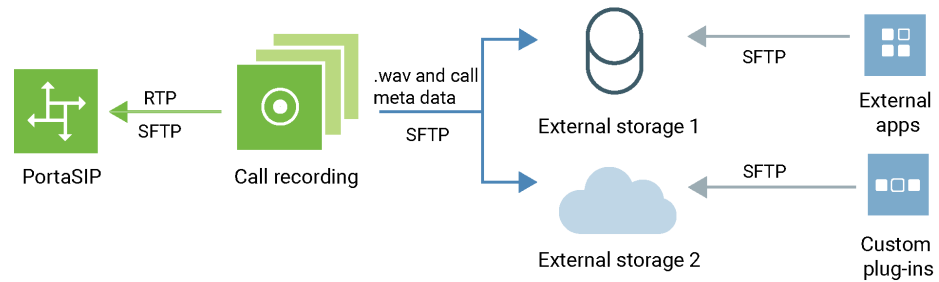 RTP
SFTP
PortaSIP
Call recording
.wav and call
meta data
SFTP
External storage 1
SFTP
External
apps
External storage 2
SFTP
Custom
plug-ins